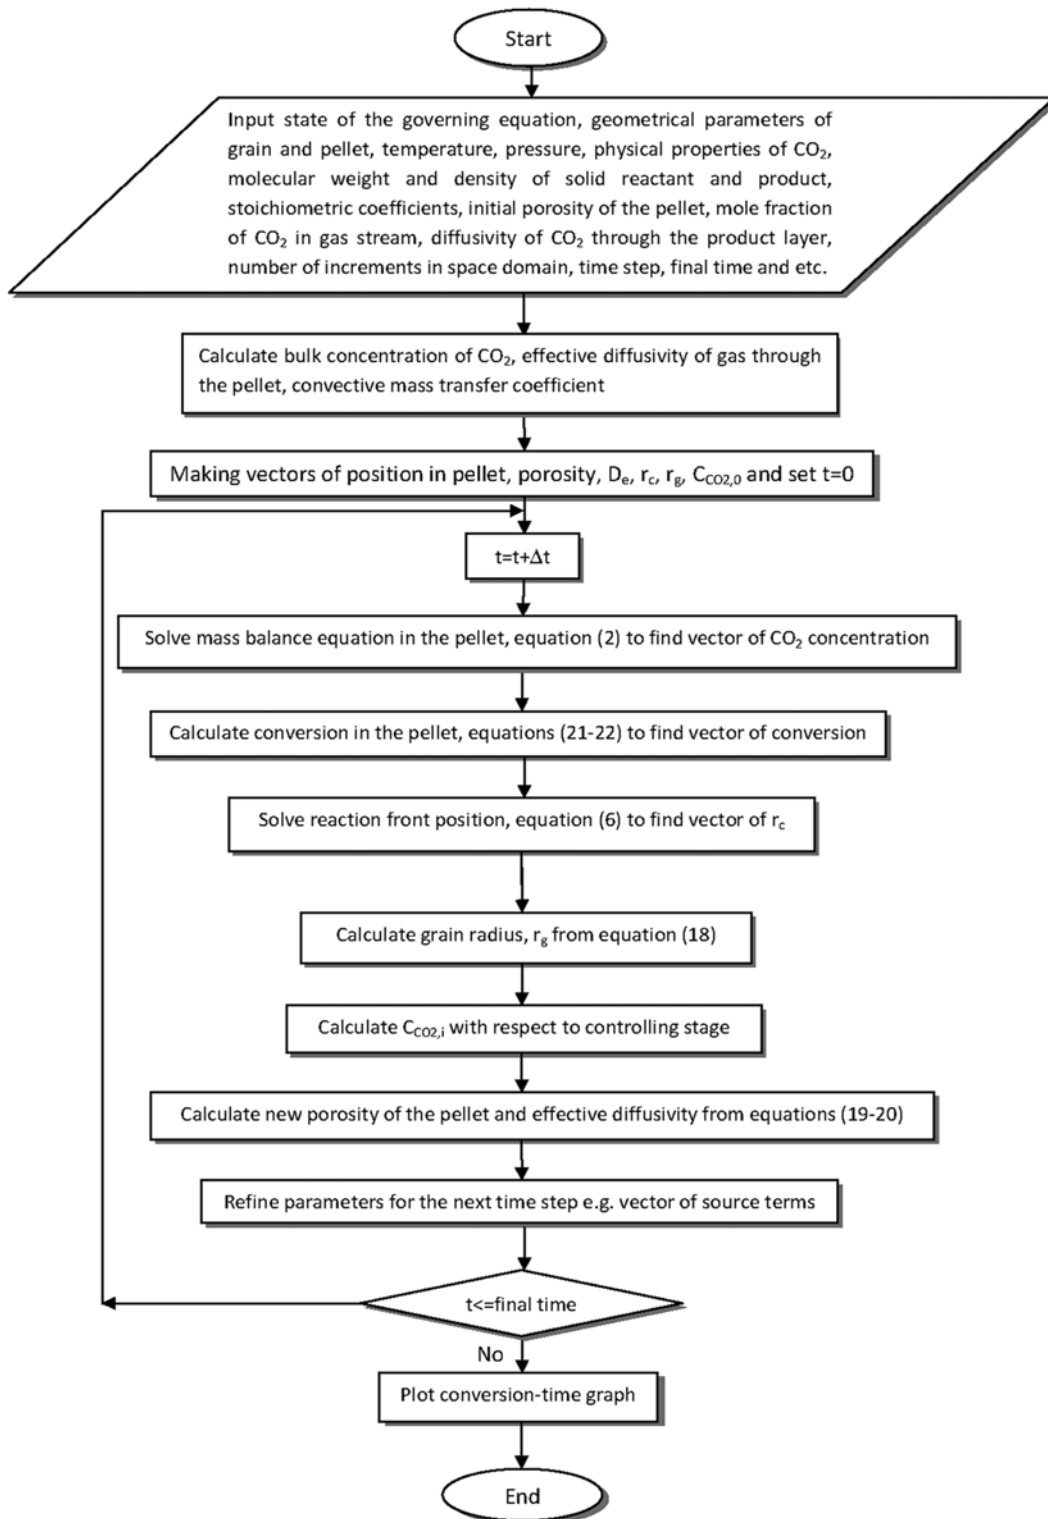 Start
Input state of the governing equation, geometrical parameters of
grain and pellet, temperature, pressure, physical properties of CO₂,
molecular weight and density of solid reactant and product,
stoichiometric coefficients, initial porosity of the pellet, mole fraction
of CO₂ in gas stream, diffusivity of CO₂ through the product layer,
number of increments in space domain, time step, final time and etc.
Calculate bulk concentration of CO₂, effective diffusivity of gas through
the pellet, convective mass transfer coefficient
Making vectors of position in pellet, porosity, Dₑ, r_c, r_g, C_CO2,0 and set t=0
t=t+Δt
Solve mass balance equation in the pellet, equation (2) to find vector of CO₂ concentration
Calculate conversion in the pellet, equations (21-22) to find vector of conversion
Solve reaction front position, equation (6) to find vector of r_c
Calculate grain radius, r_g from equation (18)
Calculate C_CO2,i with respect to controlling stage
Calculate new porosity of the pellet and effective diffusivity from equations (19-20)
Refine parameters for the next time step e.g. vector of source terms
t<=final time
No
Plot conversion-time graph
End